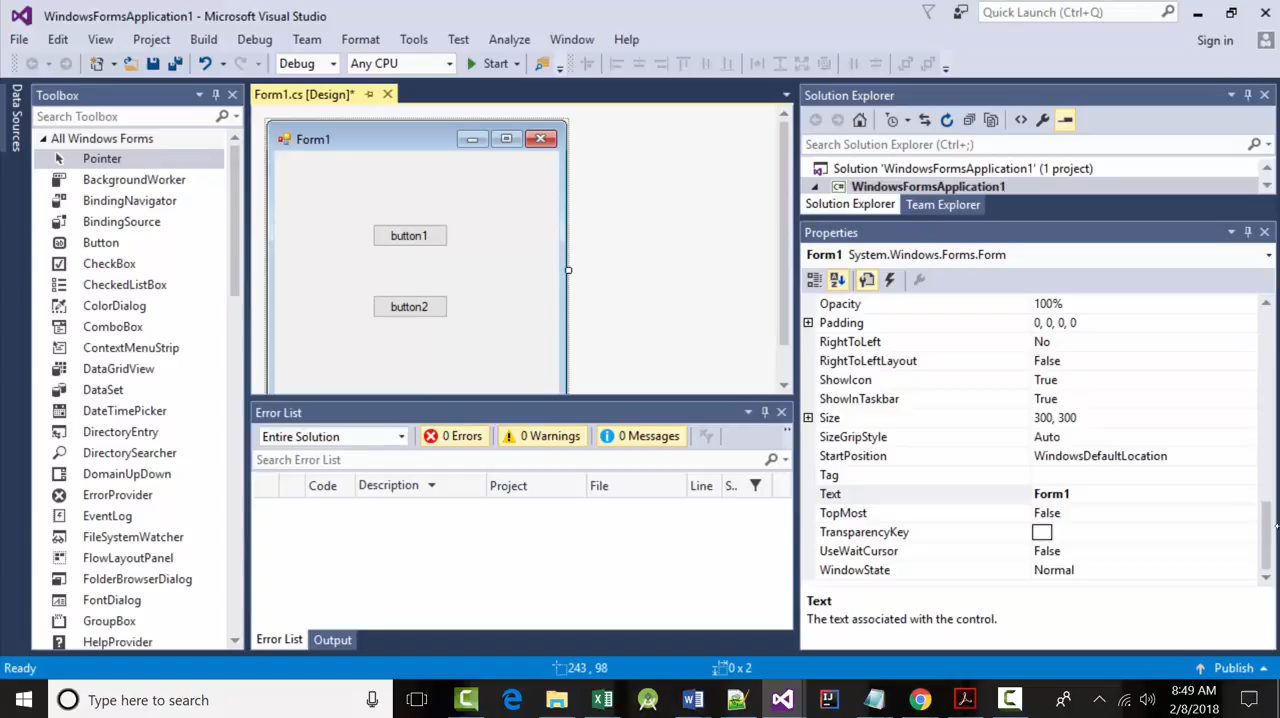 WindowsFormsApplication1 - Microsoft Visual Studio
Quick Launch (Ctrl+Q)
File Edit View Project Build Debug Team Format Tools Test Analyze Window Help
Sign in
Debug Any CPU Start
Data Sources
Toolbox
Search Toolbox
All Windows Forms
Pointer
BackgroundWorker
BindingNavigator
BindingSource
Button
CheckBox
CheckedListBox
ColorDialog
ComboBox
ContextMenuStrip
DataGridView
DataSet
DateTimePicker
DirectoryEntry
DirectorySearcher
DomainUpDown
ErrorProvider
EventLog
FileSystemWatcher
FlowLayoutPanel
FolderBrowserDialog
FontDialog
GroupBox
HelpProvider
Form1.cs [Design]*
Form1
button1
button2
Error List
Entire Solution 0 Errors 0 Warnings 0 Messages
Search Error List
Code Description Project File Line S..
Error List Output
Solution Explorer
Search Solution Explorer (Ctrl+;)
Solution 'WindowsFormsApplication1' (1 project)
WindowsFormsApplication1
Solution Explorer Team Explorer
Properties
Form1 System.Windows.Forms.Form
Opacity 100%
Padding 0, 0, 0, 0
RightToLeft No
RightToLeftLayout False
ShowIcon True
ShowInTaskbar True
Size 300, 300
SizeGripStyle Auto
StartPosition WindowsDefaultLocation
Tag
Text Form1
TopMost False
TransparencyKey
UseWaitCursor False
WindowState Normal
Text
The text associated with the control.
Ready 243 , 98 0 x 2 Publish
Type here to search
8:49 AM
2/8/2018